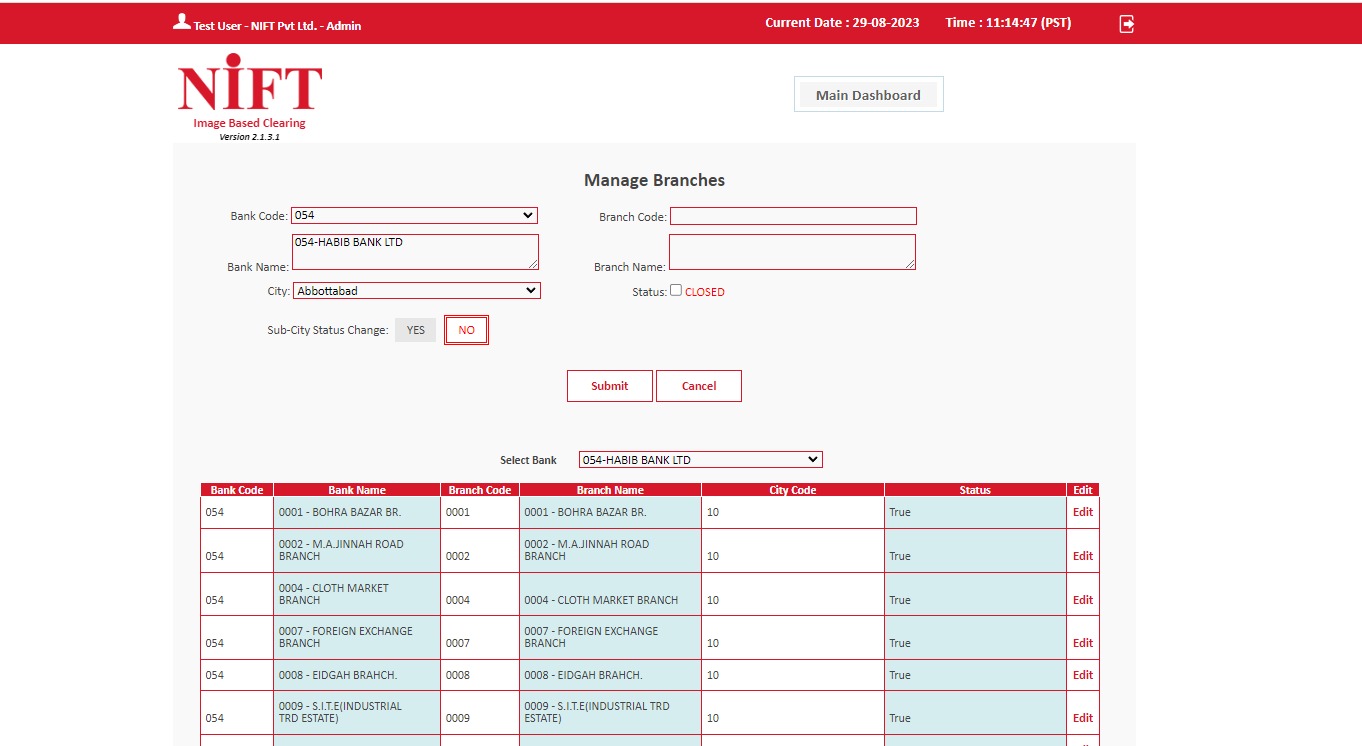 Test User - NIFT Pvt Ltd. - Admin
Current Date : 29-08-2023 Time : 11:14:47 (PST)
NIFT
Image Based Clearing
Version 2.1.3.1
Main Dashboard
Manage Branches
Bank Code: 054 Branch Code:
054-HABIB BANK LTD
Bank Name: Branch Name:
City: Abbottabad Status: CLOSED
Sub-City Status Change: YES NO
Submit Cancel
Select Bank 054-HABIB BANK LTD
Bank Code Bank Name Branch Code Branch Name City Code Status Edit
054 0001 - BOHRA BAZAR BR. 0001 0001 - BOHRA BAZAR BR. 10 True Edit
0002 - M.A.JINNAH ROAD 0002 - M.A.JINNAH ROAD
054 BRANCH 0002 BRANCH 10 True Edit
0004 - CLOTH MARKET
054 BRANCH 0004 0004 - CLOTH MARKET BRANCH 10 True Edit
0007 - FOREIGN EXCHANGE 0007 - FOREIGN EXCHANGE
054 BRANCH 0007 BRANCH 10 True Edit
054 0008 - EIDGAH BRAHCH. 0008 0008 - EIDGAH BRAHCH. 10 True Edit
0009 - S.I.T.E(INDUSTRIAL 0009 - S.I.T.E(INDUSTRIAL TRD
054 TRD ESTATE) 0009 ESTATE) 10 True Edit